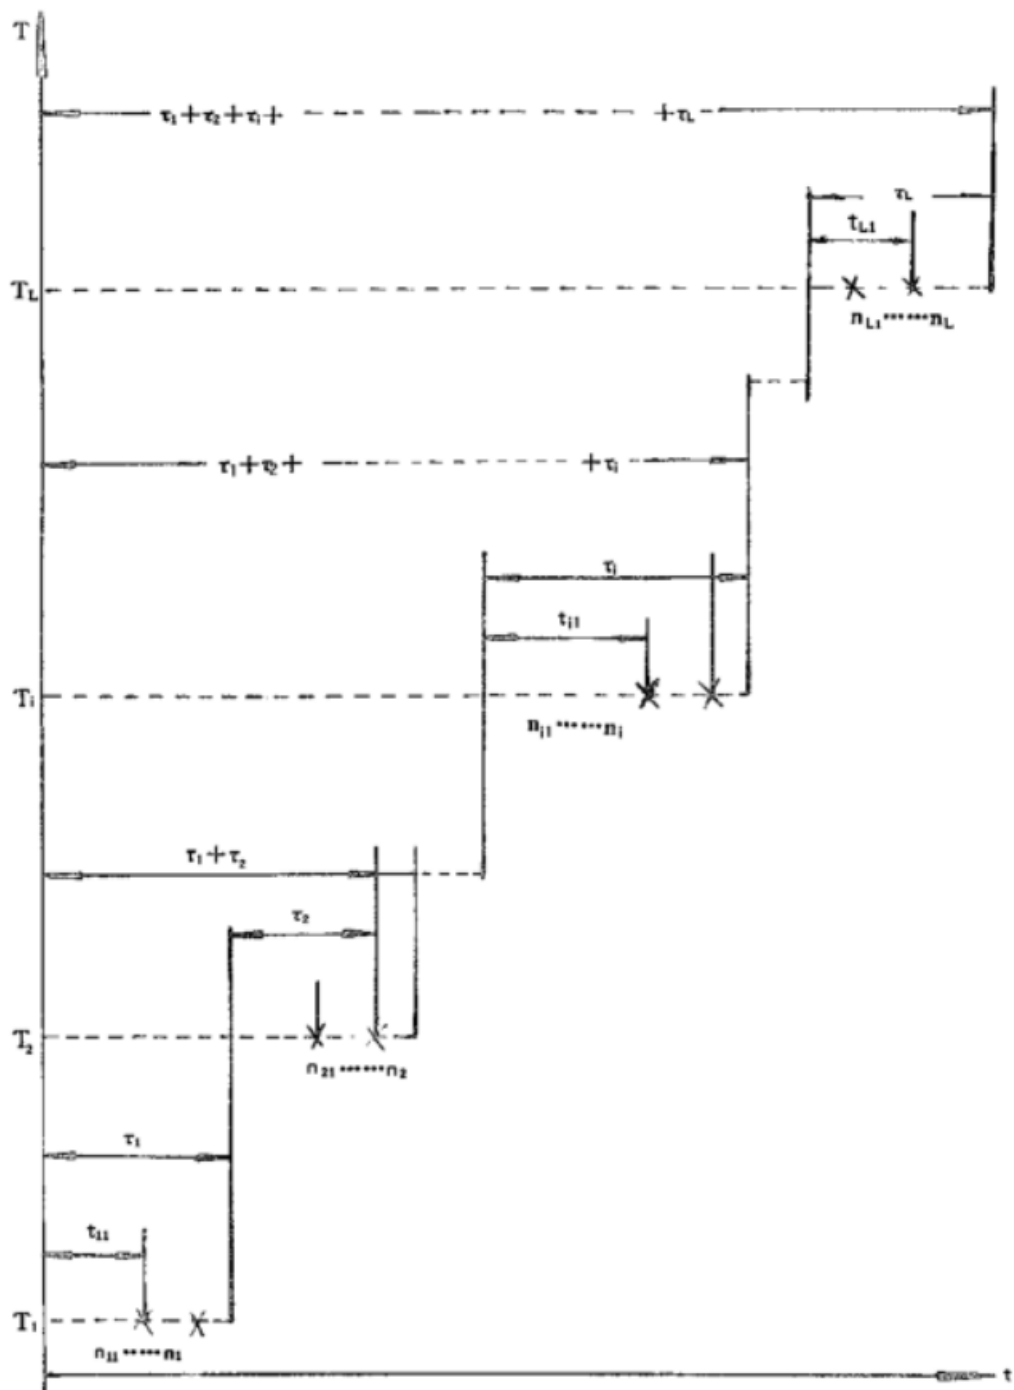 T
τ₁+τ₂+τᵢ+ +τL
τL
tL1
TL
nL1······nL
τ₁+τ₂+ +τᵢ
τᵢ
tᵢ₁
Tᵢ
nᵢ₁······nᵢ
τ₁+τ₂
τ₂
T₂
n₂₁······n₂
τ₁
t₁₁
T₁
n₁₁·····n₁
t